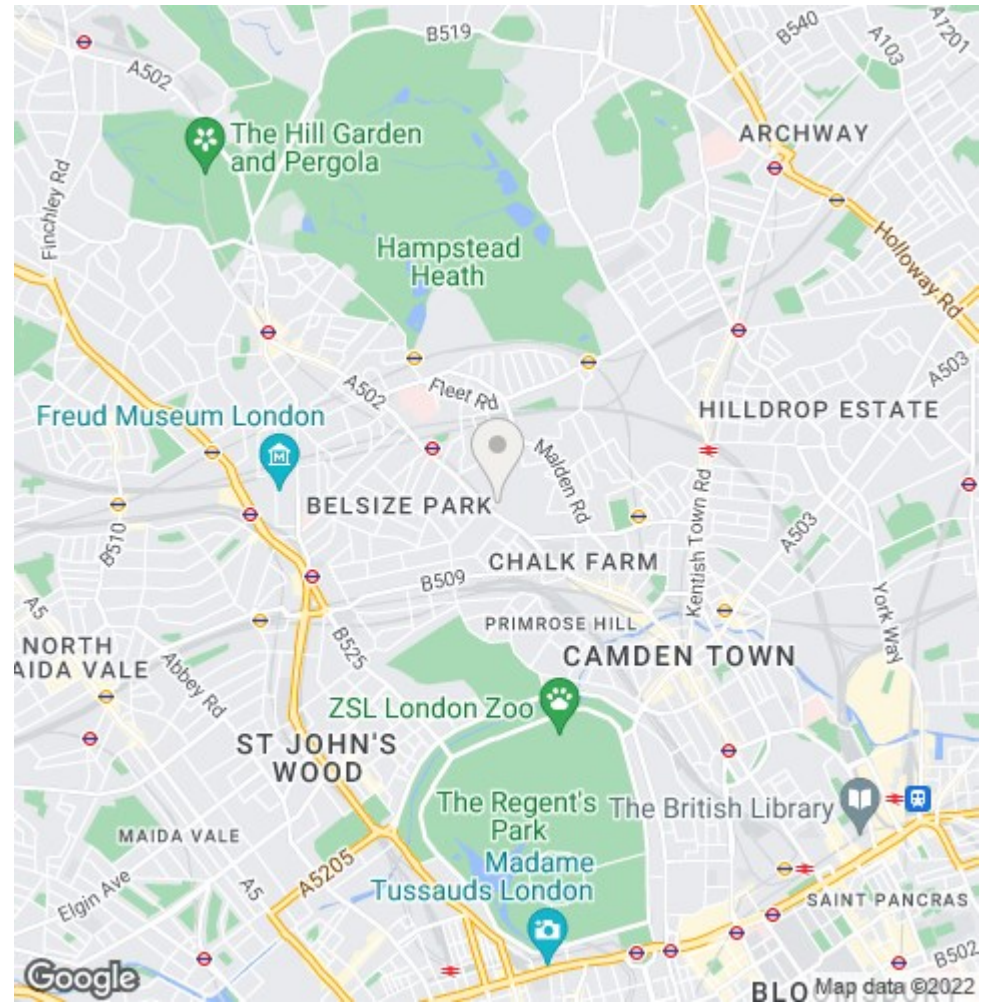 B519
B540
A103
A1201
A502
The Hill Garden
and Pergola
ARCHWAY
Finchley Rd
Hampstead
Heath
Holloway Rd
A502
Fleet Rd
A503
Freud Museum London
HILLDROP ESTATE
Malden Rd
BELSIZE PARK
B510
Kentish Town Rd
A503
CHALK FARM
B509
A5
York Way
PRIMROSE HILL
B525
NORTH
AIDA VALE
CAMDEN TOWN
Abbey Rd
ZSL London Zoo
ST JOHN'S
WOOD
The Regent's
Park
The British Library
MAIDA VALE
Madame
Tussauds London
A5205
Elgin Ave
A5
SAINT PANCRAS
B502
Google
BLO
Map data ©2022